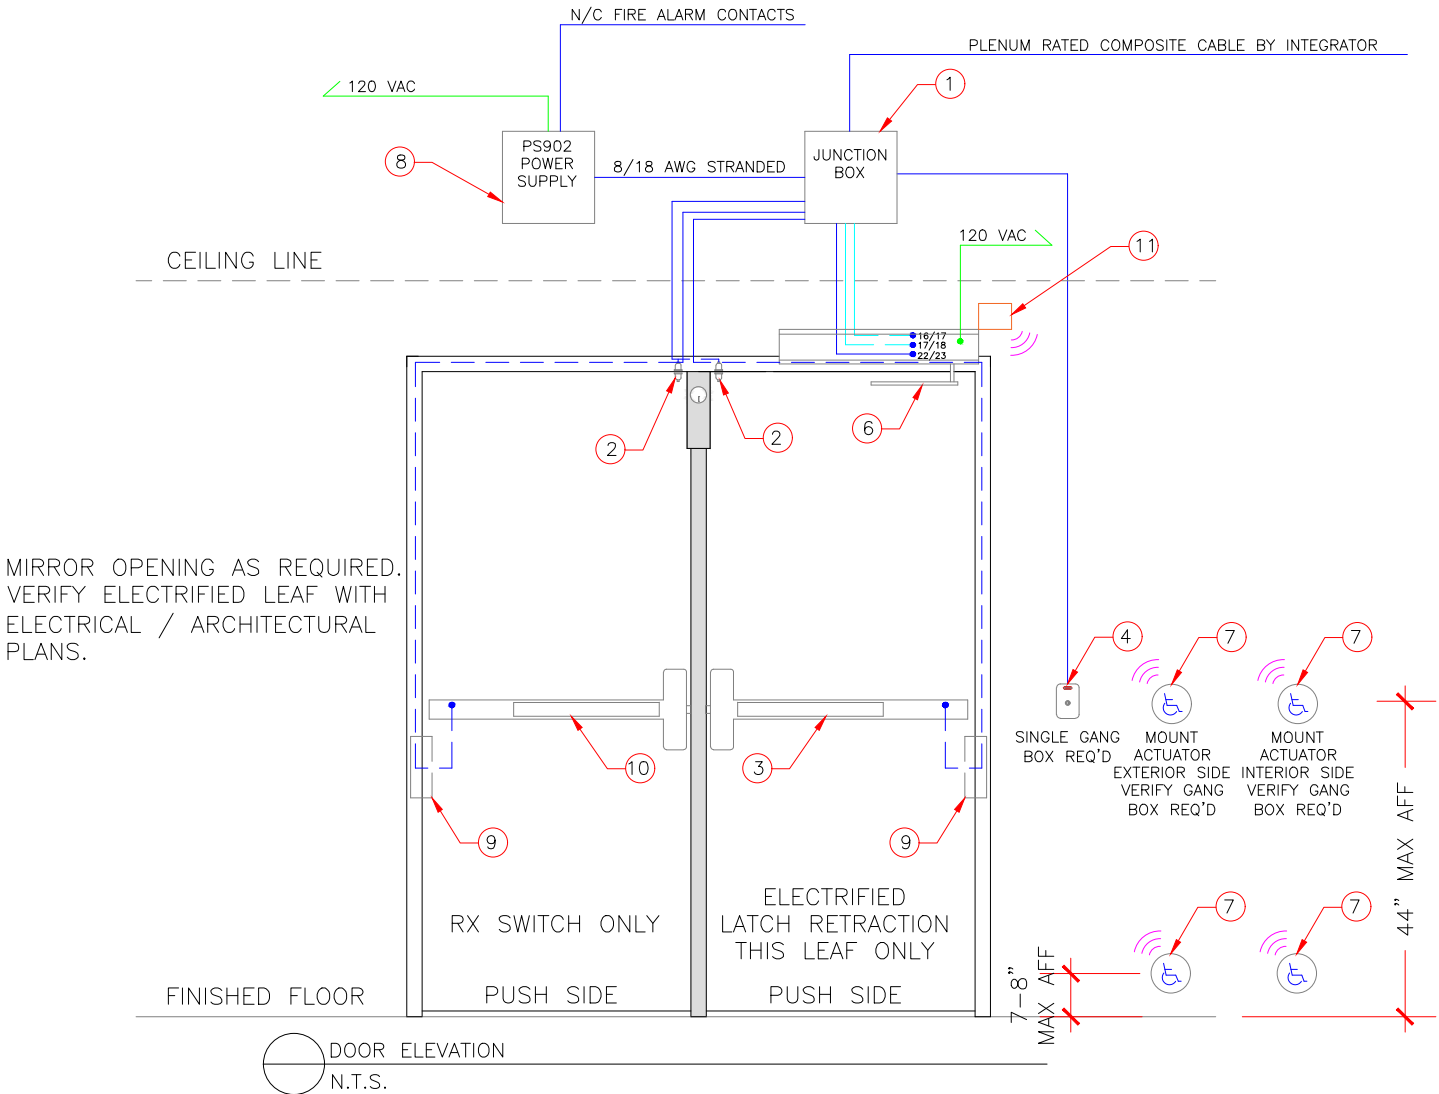 N/C FIRE ALARM CONTACTS
PLENUM RATED COMPOSITE CABLE BY INTEGRATOR
120 VAC
1
PS902
POWER
SUPPLY
8
8/18 AWG STRANDED
JUNCTION
BOX
120 VAC
11
CEILING LINE
16/17
17/18
22/23
2
2
6
MIRROR OPENING AS REQUIRED.
VERIFY ELECTRIFIED LEAF WITH
ELECTRICAL / ARCHITECTURAL
PLANS.
4
7
7
SINGLE GANG
BOX REQ'D
MOUNT
ACTUATOR
EXTERIOR SIDE
VERIFY GANG
BOX REQ'D
MOUNT
ACTUATOR
INTERIOR SIDE
VERIFY GANG
BOX REQ'D
10
3
9
9
44" MAX AFF
RX SWITCH ONLY
ELECTRIFIED
LATCH RETRACTION
THIS LEAF ONLY
7
7
7-8"
MAX AFF
FINISHED FLOOR
PUSH SIDE
PUSH SIDE
DOOR ELEVATION
N.T.S.